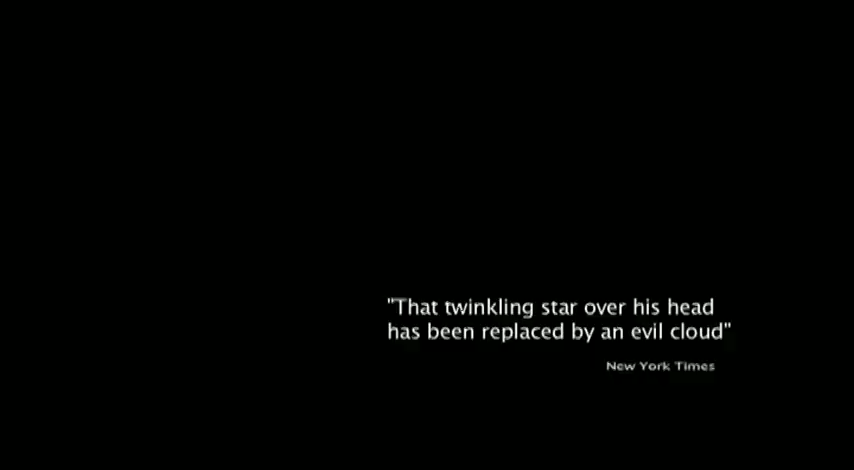 "That twinkling star over his head
has been replaced by an evil cloud"
New York Times